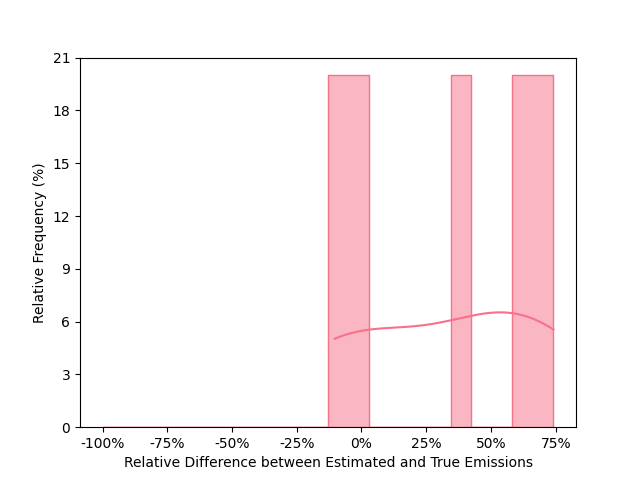 21
18
15
12
9
6
3
0
Relative Frequency (%)
-100% -75% -50% -25% 0% 25% 50% 75%
Relative Difference between Estimated and True Emissions